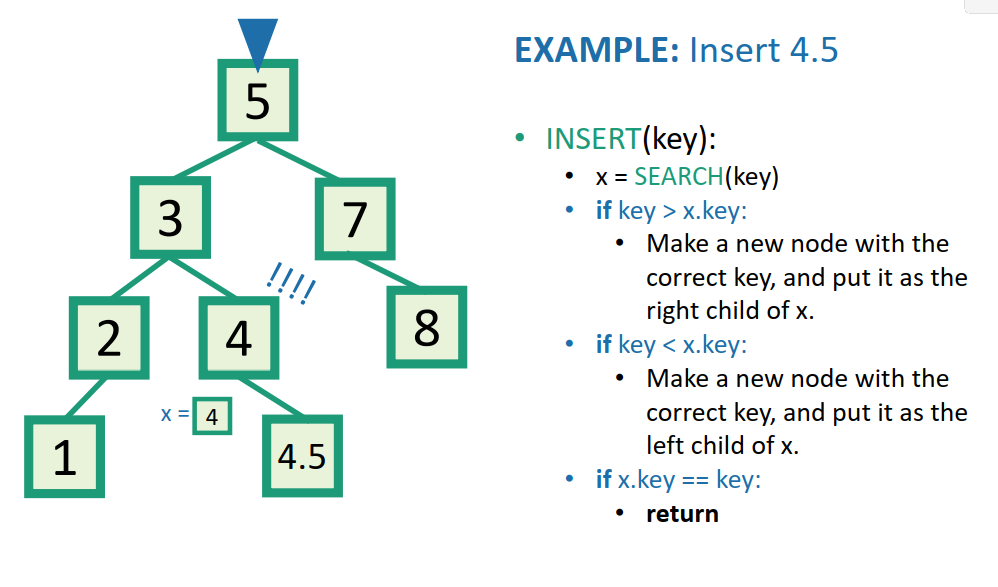 EXAMPLE: Insert 4.5
5
3
7
!!!!
2
4
8
x = 4
1
4.5
• INSERT(key):
• x = SEARCH(key)
• if key > x.key:
• Make a new node with the
correct key, and put it as the
right child of x.
• if key < x.key:
• Make a new node with the
correct key, and put it as the
left child of x.
• if x.key == key:
• return